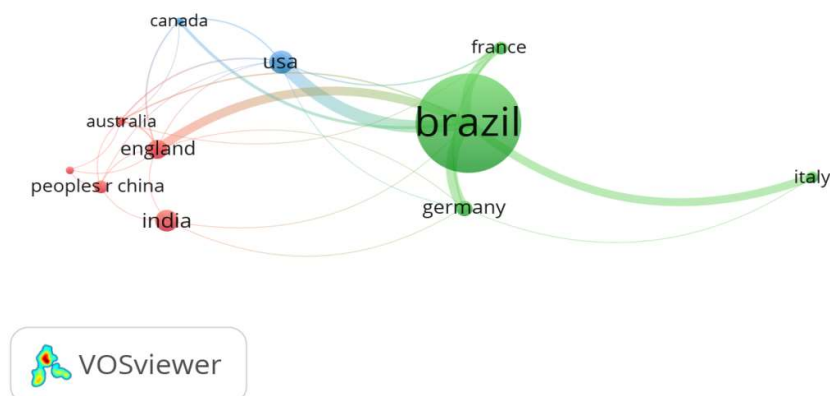 canada
france
usa
brazil
australia
england
peoples r china
italy
india
germany
VOSviewer